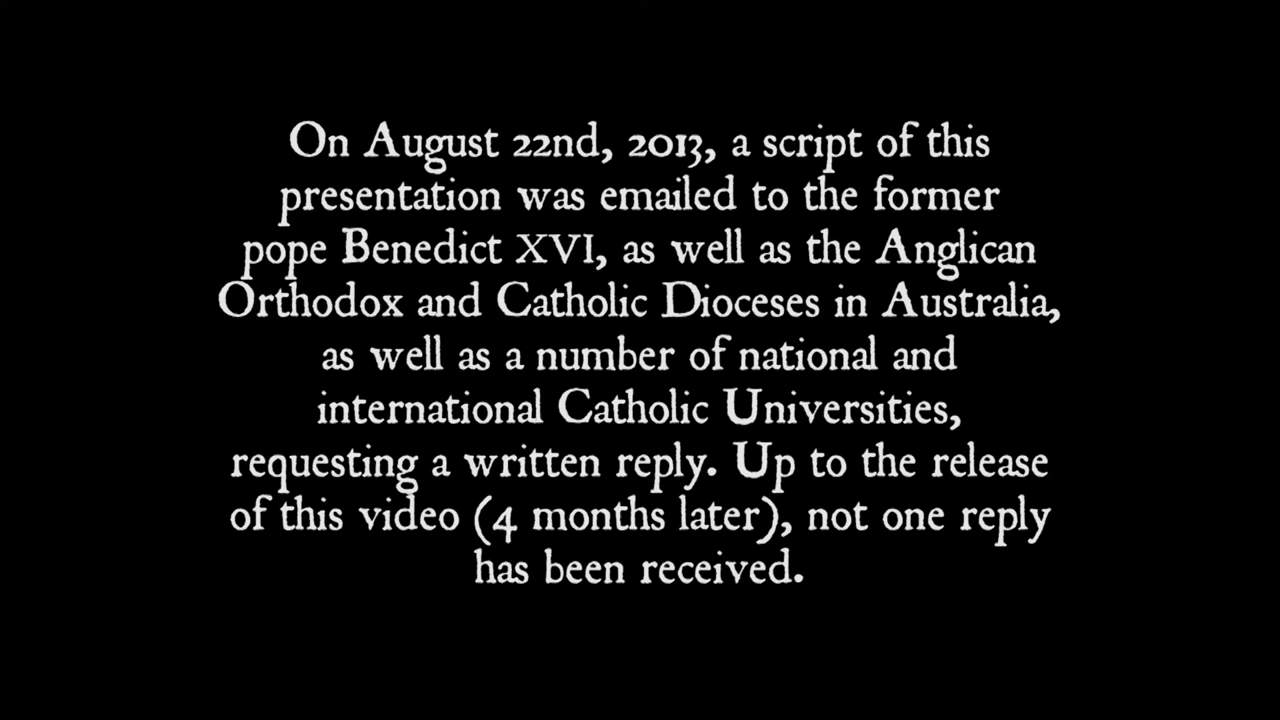 On August 22nd, 2013, a script of this
presentation was emailed to the former
pope Benedict XVI, as well as the Anglican
Orthodox and Catholic Dioceses in Australia,
as well as a number of national and
international Catholic Universities,
requesting a written reply. Up to the release
of this video (4 months later), not one reply
has been received.